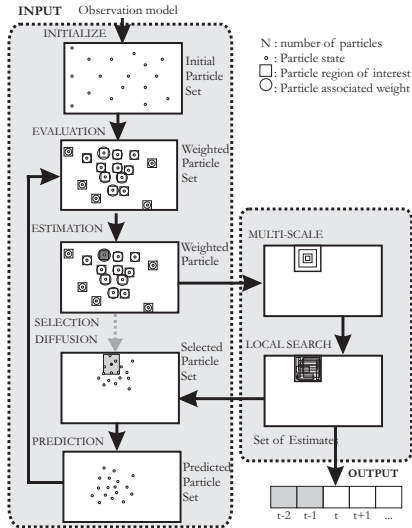 INPUT
Observation model
INITIALIZE
Initial
Particle
Set
N : number of particles
: Particle state
: Particle region of interest
: Particle associated weight
EVALUATION
Weighted
Particle
Set
ESTIMATION
Weighted
Particle
MULTI-SCALE
SELECTION
DIFFUSION
Selected
Particle
Set
LOCAL SEARCH
Set of Estimates
PREDICTION
Predicted
Particle
Set
OUTPUT
t-2 t-1 t t+1 ...